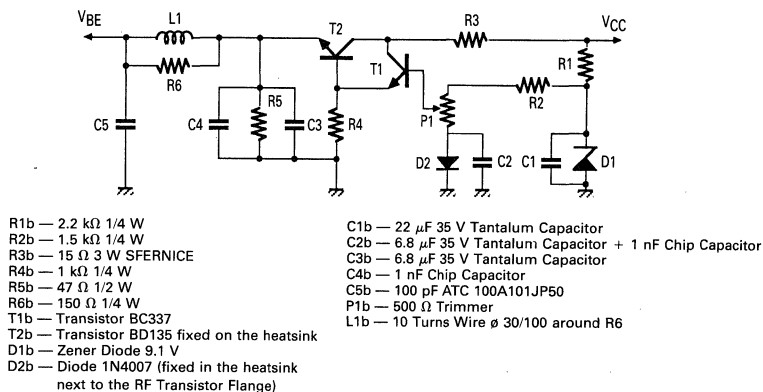 VBE
L1
T2
R3
VCC
R6
T1
R1
R2
C5
C4
R5
C3
R4
P1
D2
C2
C1
D1
R1b — 2.2 kΩ 1/4 W
R2b — 1.5 kΩ 1/4 W
R3b — 15 Ω 3 W SFERNICE
R4b — 1 kΩ 1/4 W
R5b — 47 Ω 1/2 W
R6b — 150 Ω 1/4 W
T1b — Transistor BC337
T2b — Transistor BD135 fixed on the heatsink
D1b — Zener Diode 9.1 V
D2b — Diode 1N4007 (fixed in the heatsink
next to the RF Transistor Flange)
C1b — 22 μF 35 V Tantalum Capacitor
C2b — 6.8 μF 35 V Tantalum Capacitor + 1 nF Chip Capacitor
C3b — 6.8 μF 35 V Tantalum Capacitor
C4b — 1 nF Chip Capacitor
C5b — 100 pF ATC 100A101JP50
P1b — 500 Ω Trimmer
L1b — 10 Turns Wire ø 30/100 around R6